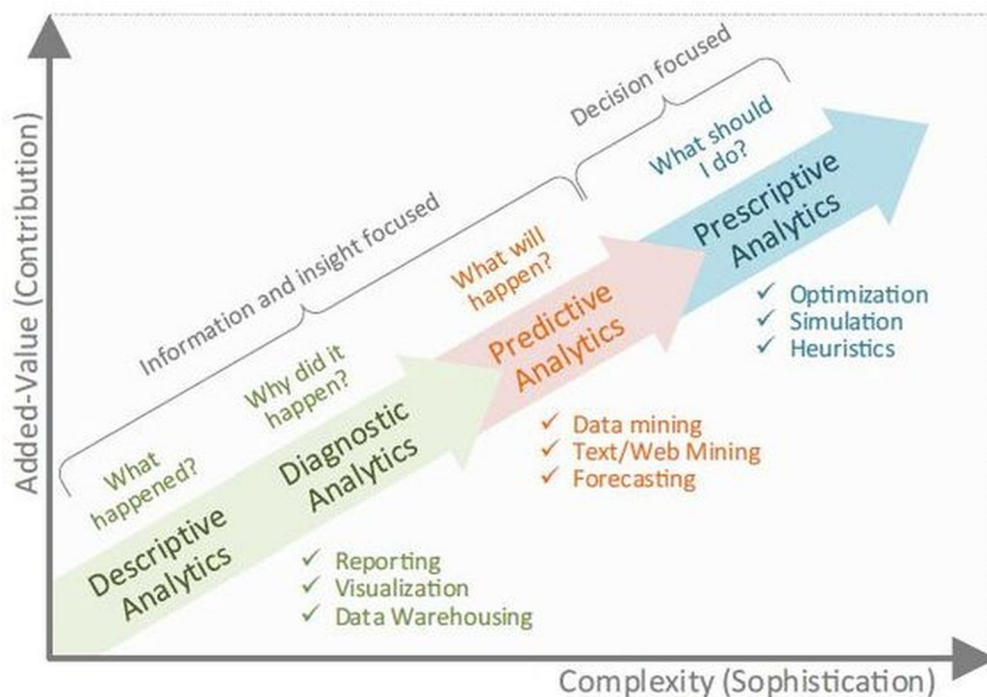 Added-Value (Contribution)
Decision focused
What should
I do?
Prescriptive
Analytics
✓ Optimization
✓ Simulation
✓ Heuristics
Information and insight focused
What will
happen?
Predictive
Analytics
✓ Data mining
✓ Text/Web Mining
✓ Forecasting
Why did it
happen?
Diagnostic
Analytics
What
happened?
Descriptive
Analytics
✓ Reporting
✓ Visualization
✓ Data Warehousing
Complexity (Sophistication)